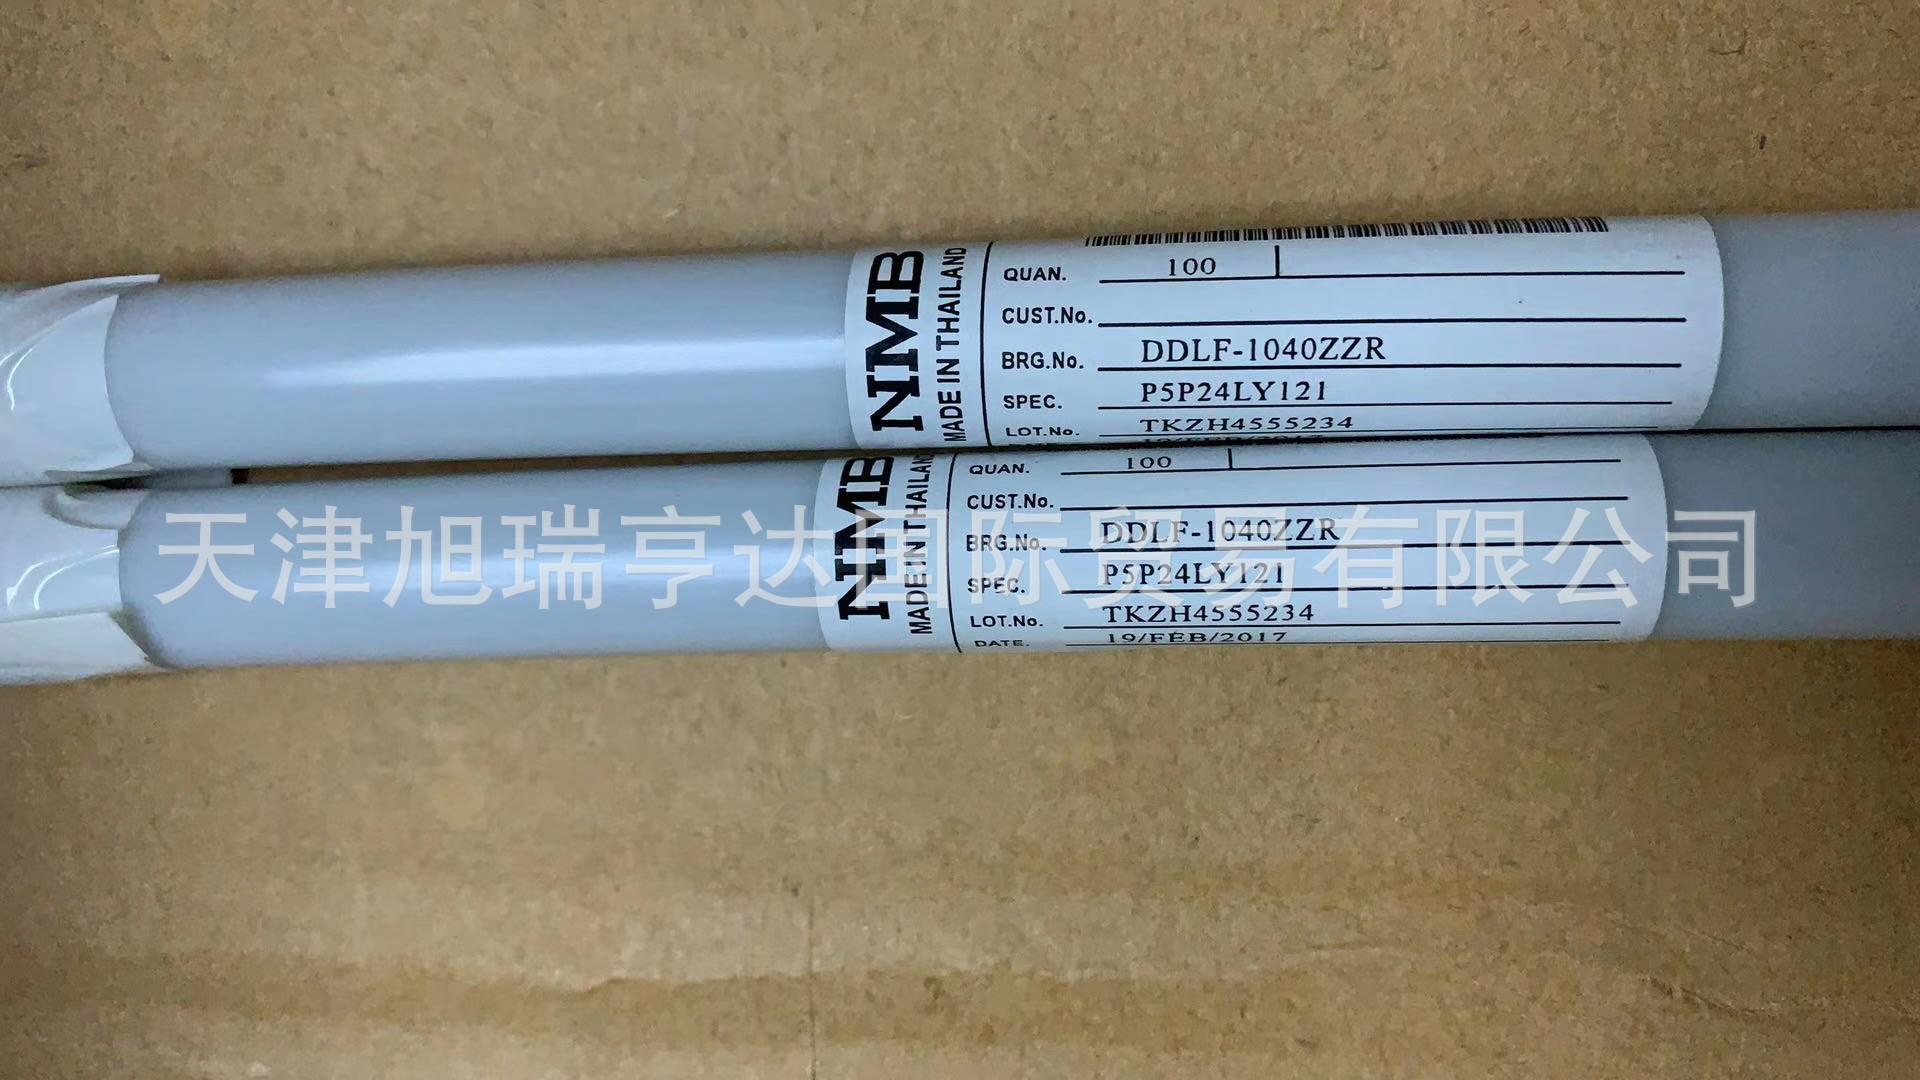 NMB
MADE IN THAILAND
QUAN. 100
CUST.No.
BRG.No. DDLF-1040ZZR
SPEC. P5P24LY121
LOT.No. TKZH4555234
NMB
MADE IN THAILAND
QUAN. 100
CUST.No.
BRG.No. DDLF-1040ZZR
SPEC. P5P24LY121
LOT.No. TKZH4555234
DATE. 19/FEB/2017
天津旭瑞亨达国际贸易有限公司